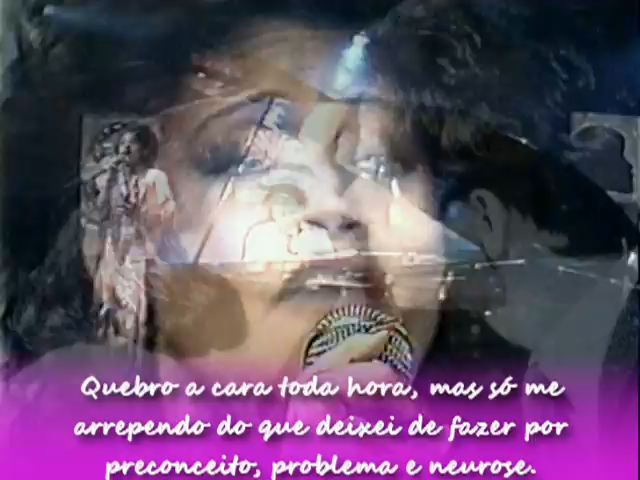 Quebro a cara toda hora, mas só me
arrependo do que deixei de fazer por
preconceito, problema e neurose.